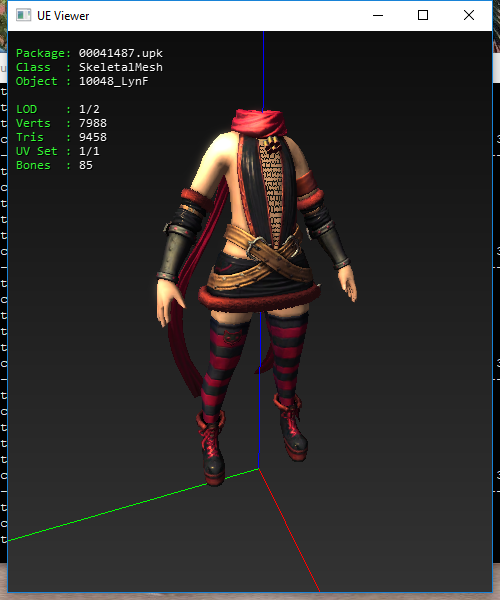 UE Viewer
Package: 00041487.upk
Class  : SkeletalMesh
Object : 10048_LynF
LOD    : 1/2
Verts  : 7988
Tris   : 9458
UV Set : 1/1
Bones  : 85